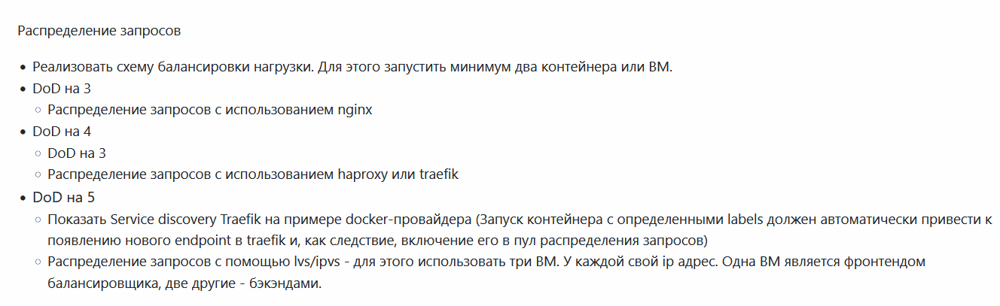 Распределение запросов
Реализовать схему балансировки нагрузки. Для этого запустить минимум два контейнера или ВМ.
DoD на 3
Распределение запросов с использованием nginx
DoD на 4
DoD на 3
Распределение запросов с использованием haproxy или traefik
DoD на 5
Показать Service discovery Traefik на примере docker-провайдера (Запуск контейнера с определенными labels должен автоматически привести к
появлению нового endpoint в traefik и, как следствие, включение его в пул распределения запросов)
Распределение запросов с помощью lvs/ipvs - для этого использовать три ВМ. У каждой свой ip адрес. Одна ВМ является фронтендом
балансировщика, две другие - бэкэндами.